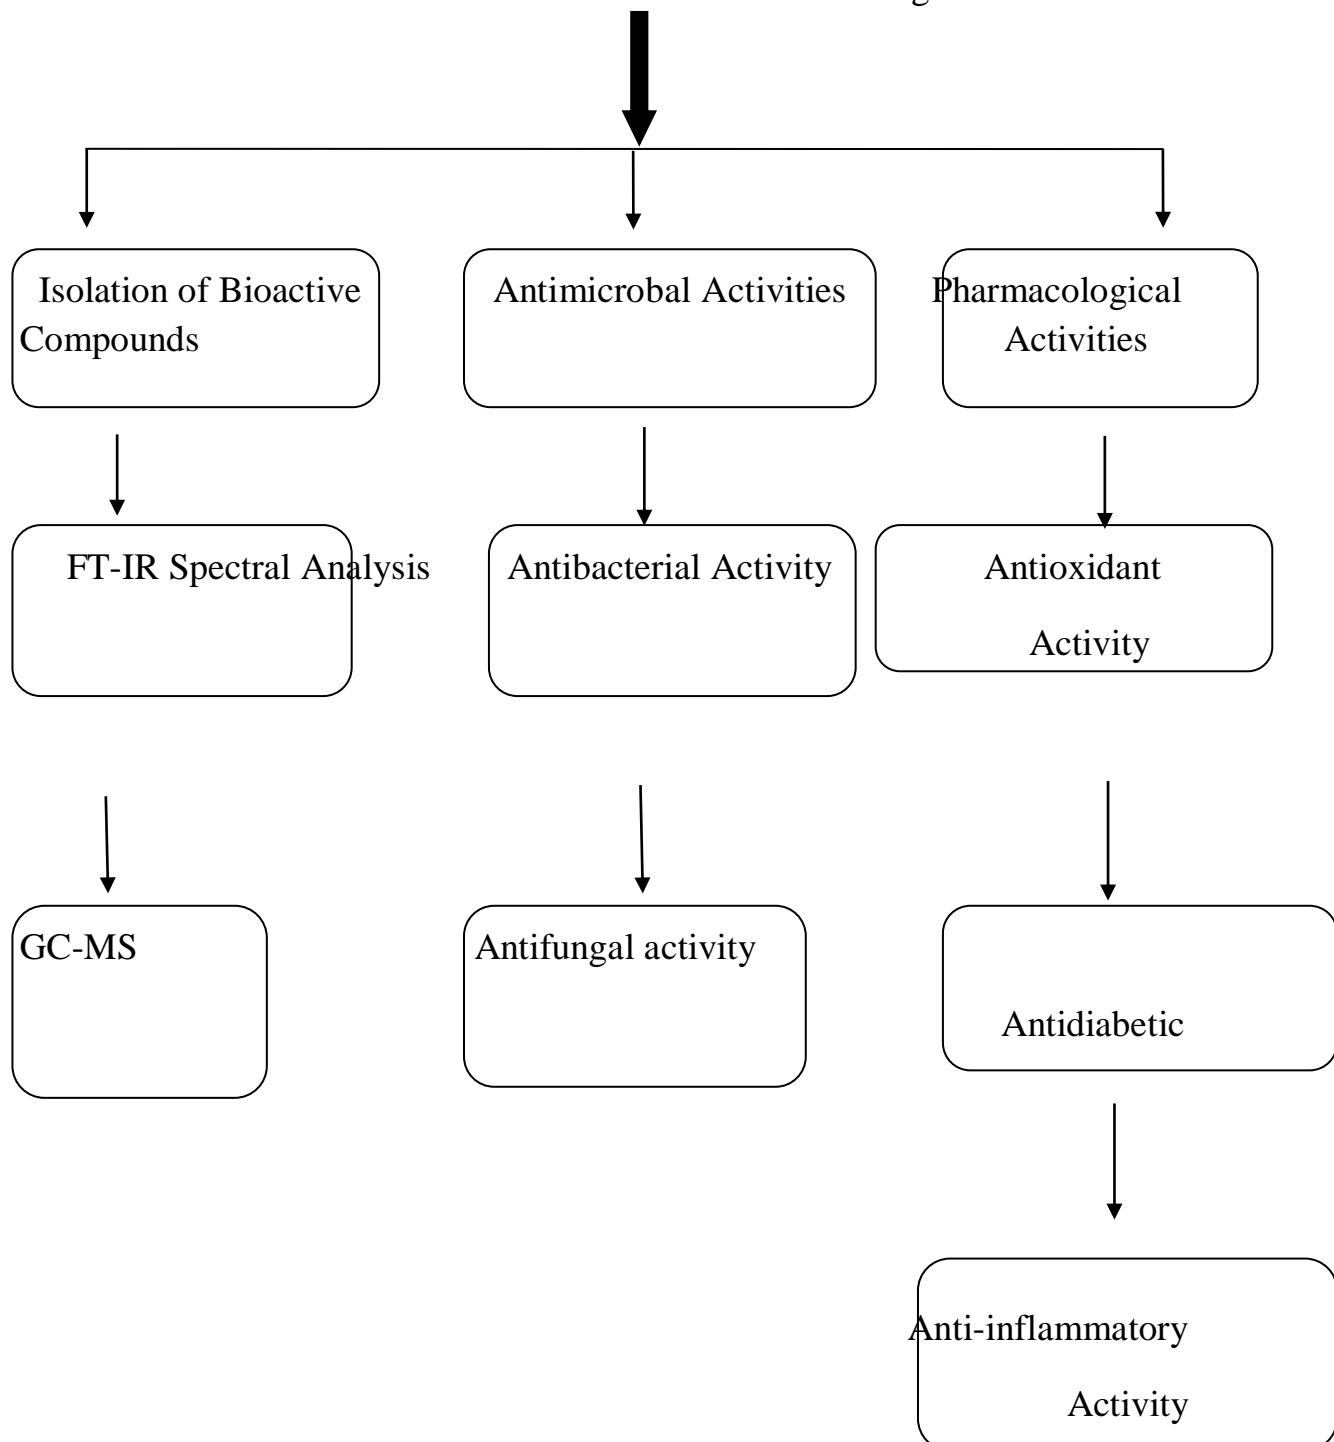 Isolation of Bioactive
Compounds
Antimicrobal Activities
Pharmacological
Activities
FT-IR Spectral Analysis
Antibacterial Activity
Antioxidant
Activity
GC-MS
Antifungal activity
Antidiabetic
Anti-inflammatory
Activity